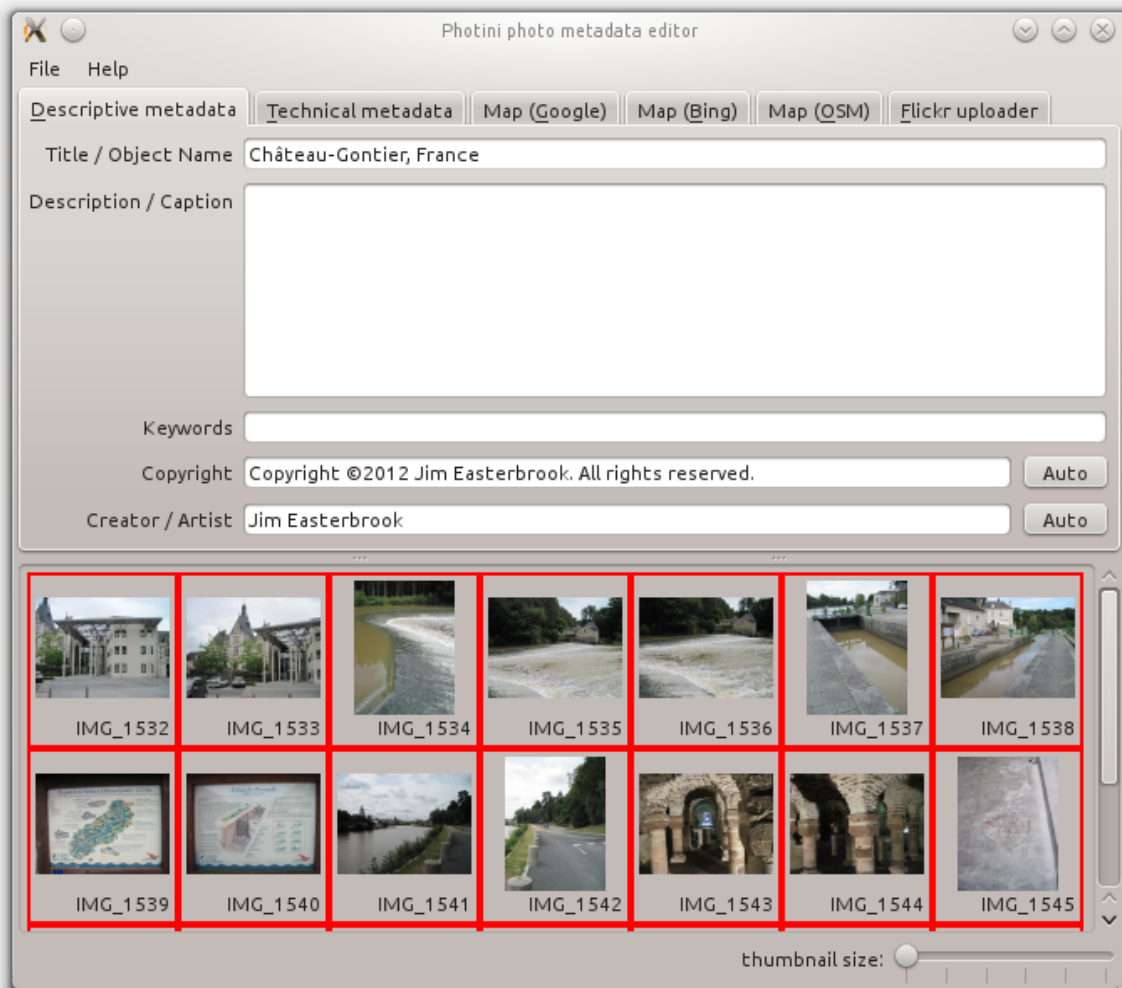 Photini photo metadata editor
File Help
Descriptive metadata Technical metadata Map (Google) Map (Bing) Map (OSM) Flickr uploader
Title / Object Name Château-Gontier, France
Description / Caption
Keywords
Copyright Copyright ©2012 Jim Easterbrook. All rights reserved. Auto
Creator / Artist Jim Easterbrook Auto
IMG_1532 IMG_1533 IMG_1534 IMG_1535 IMG_1536 IMG_1537 IMG_1538
IMG_1539 IMG_1540 IMG_1541 IMG_1542 IMG_1543 IMG_1544 IMG_1545
thumbnail size: